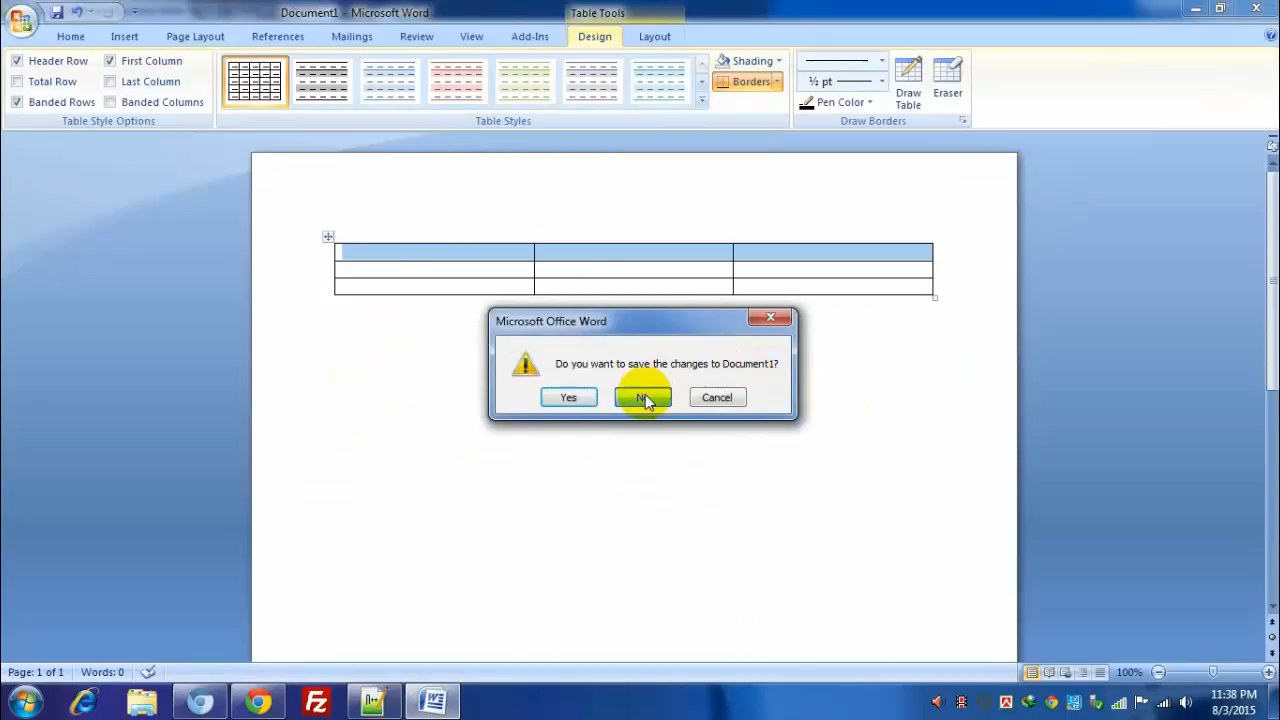 Document1 - Microsoft Word
Table Tools
Home
Insert
Page Layout
References
Mailings
Review
View
Add-Ins
Design
Layout
Header Row
First Column
Total Row
Last Column
Banded Rows
Banded Columns
Table Style Options
Table Styles
Shading
Borders
½ pt
Pen Color
Draw Table
Eraser
Draw Borders
Microsoft Office Word
Do you want to save the changes to Document1?
Yes
Cancel
Page: 1 of 1
Words: 0
100%
11:38 PM
8/3/2015